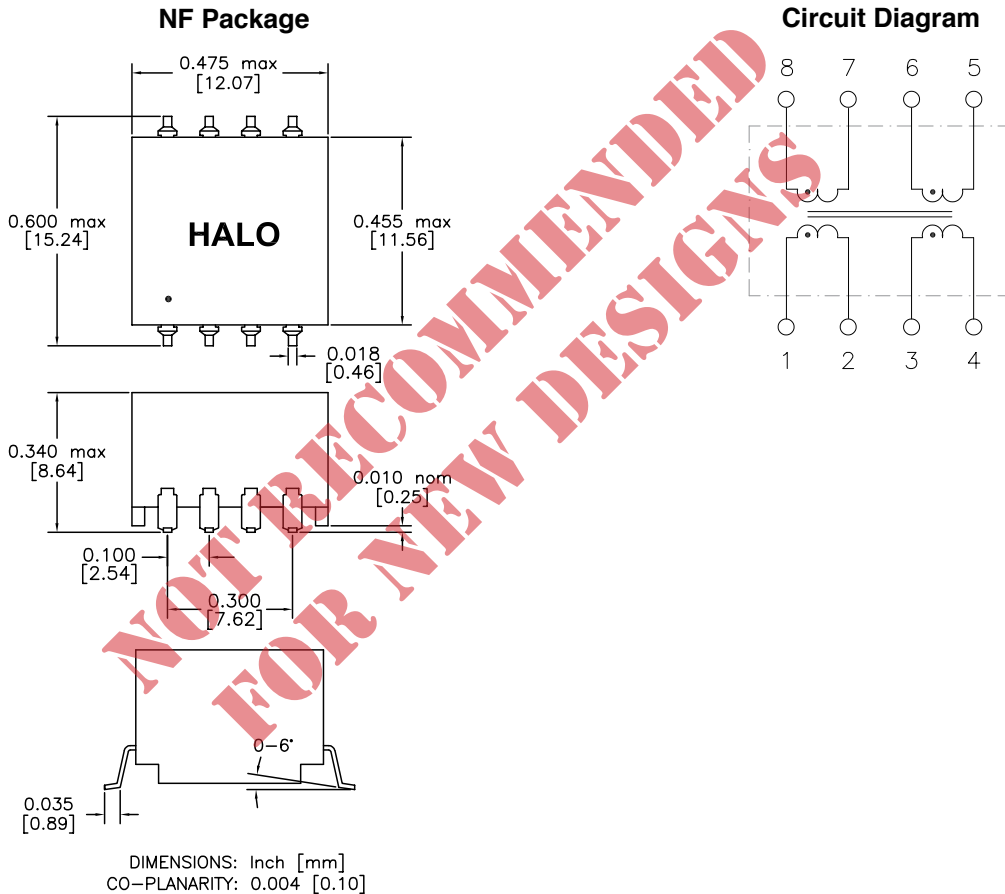 NF Package
Circuit Diagram
0.475 max
[12.07]
0.600 max
[15.24]
HALO
0.455 max
[11.56]
0.018
[0.46]
8 7 6 5
1 2 3 4
0.340 max
[8.64]
0.010 nom
[0.25]
0.100
[2.54]
0.300
[7.62]
0-6°
0.035
[0.89]
DIMENSIONS: Inch [mm]
CO-PLANARITY: 0.004 [0.10]
NOT RECOMMENDED
FOR NEW DESIGNS